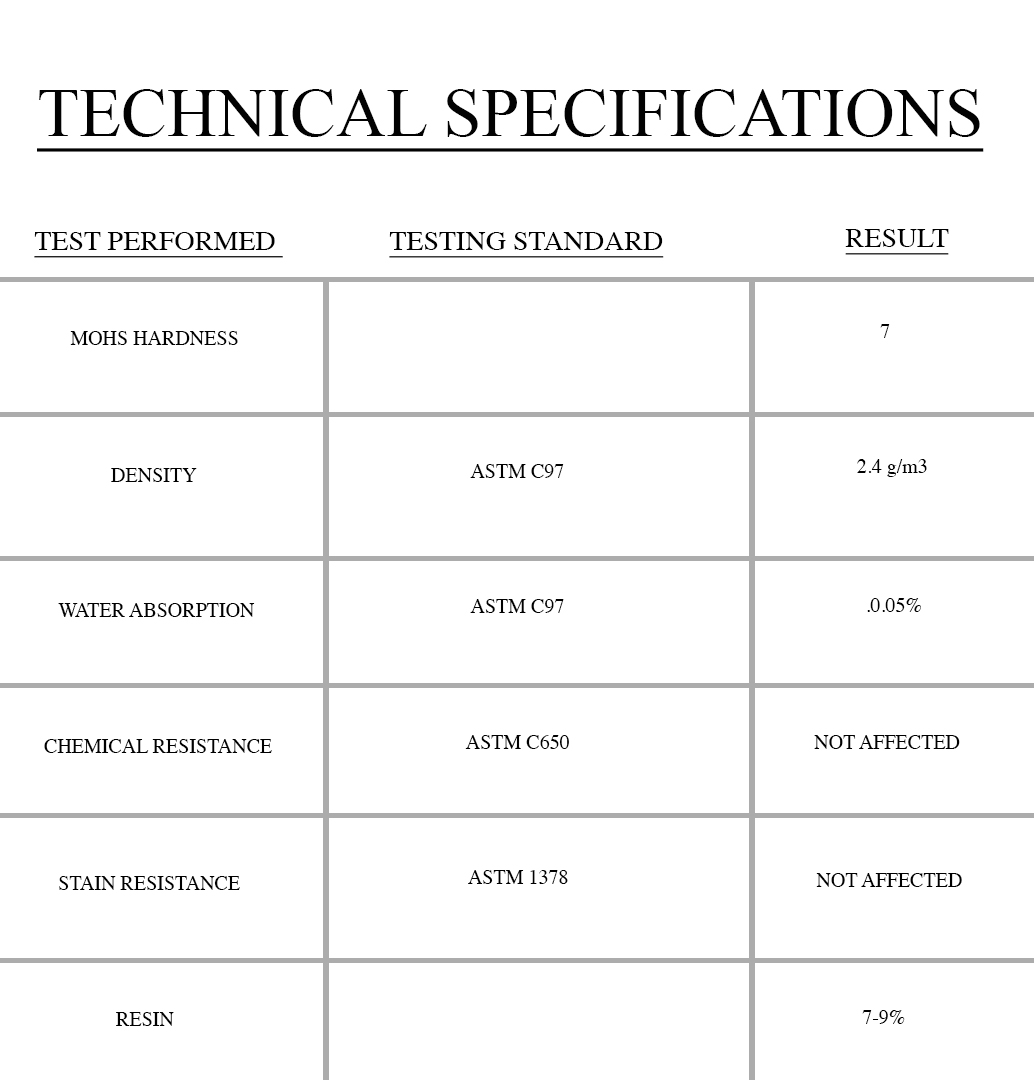 TECHNICAL SPECIFICATIONS
TEST PERFORMED TESTING STANDARD RESULT
MOHS HARDNESS 7
DENSITY ASTM C97 2.4 g/m3
WATER ABSORPTION ASTM C97 .0.05%
CHEMICAL RESISTANCE ASTM C650 NOT AFFECTED
STAIN RESISTANCE ASTM 1378 NOT AFFECTED
RESIN 7-9%